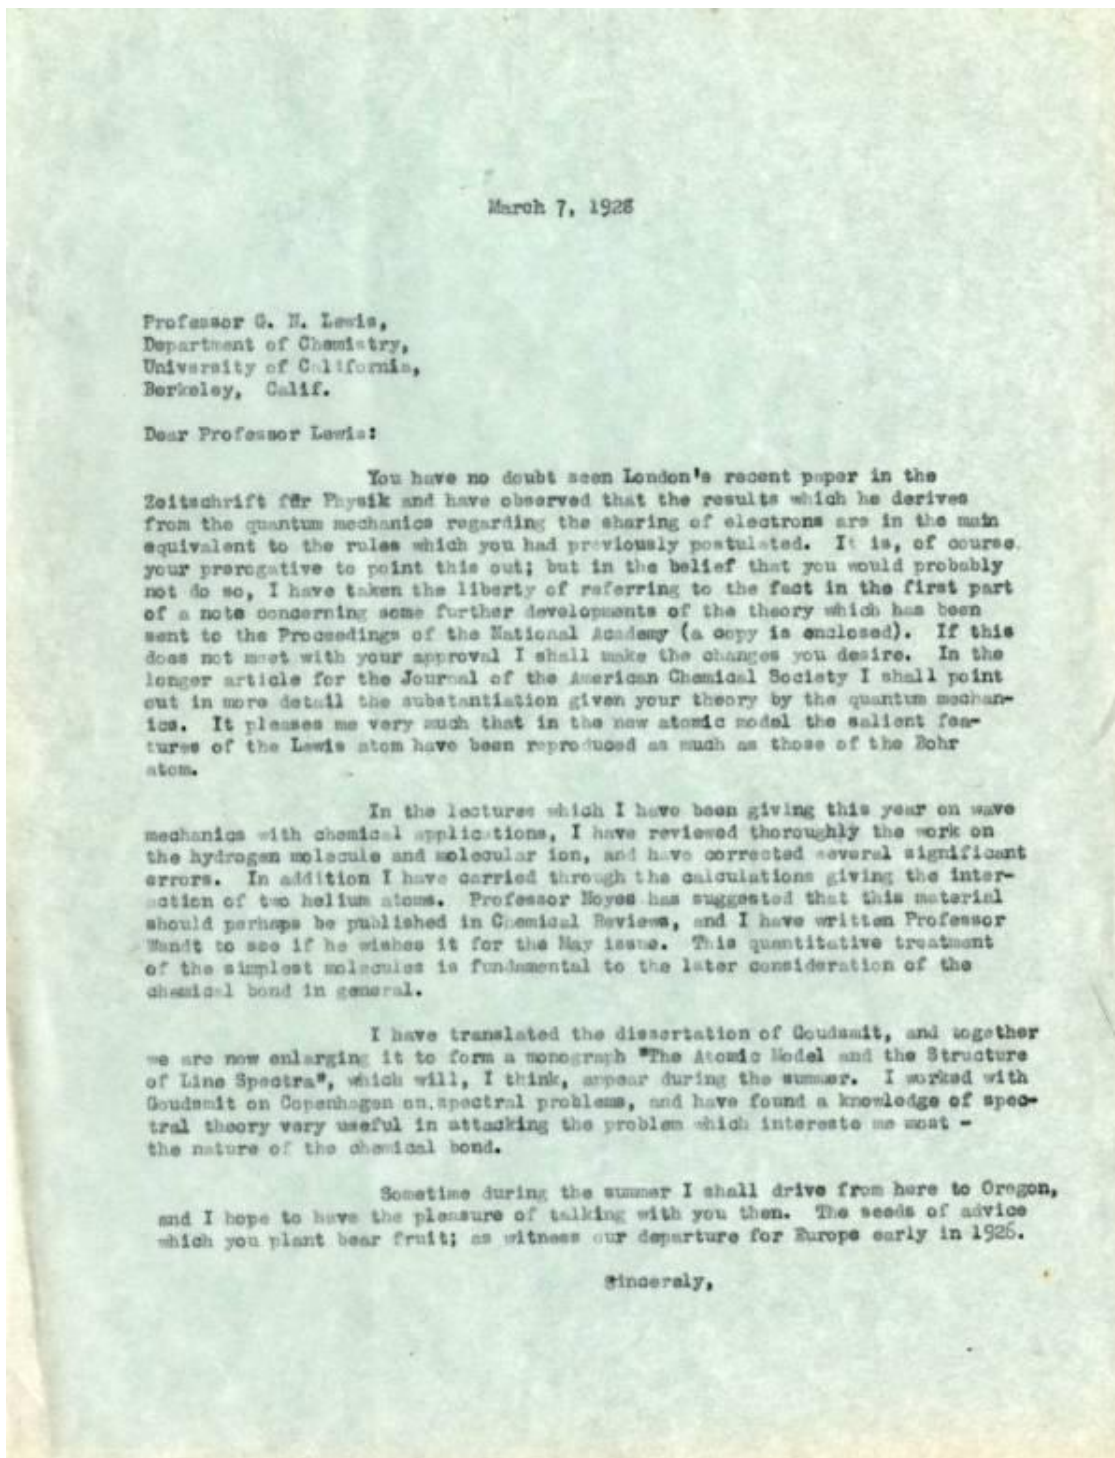 March 7, 1928
Professor G. N. Lewis,
Department of Chemistry,
University of California,
Berkeley, Calif.
Dear Professor Lewis:
You have no doubt seen London's recent paper in the
Zeitschrift für Physik and have observed that the results which he derives
from the quantum mechanics regarding the sharing of electrons are in the main
equivalent to the rules which you had previously postulated. It is, of course,
your prerogative to point this out; but in the belief that you would probably
not do so, I have taken the liberty of referring to the fact in the first part
of a note concerning some further developments of the theory which has been
sent to the Proceedings of the National Academy (a copy is enclosed). If this
does not meet with your approval I shall make the changes you desire. In the
longer article for the Journal of the American Chemical Society I shall point
out in more detail the substantiation given your theory by the quantum mechan-
ics. It pleases me very much that in the new atomic model the salient fea-
tures of the Lewis atom have been reproduced as much as those of the Bohr
atom.
In the lectures which I have been giving this year on wave
mechanics with chemical applications, I have reviewed thoroughly the work on
the hydrogen molecule and molecular ion, and have corrected several significant
errors. In addition I have carried through the calculations giving the inter-
action of two helium atoms. Professor Noyes has suggested that this material
should perhaps be published in Chemical Reviews, and I have written Professor
Wendt to see if he wishes it for the May issue. This quantitative treatment
of the simplest molecules is fundamental to the later consideration of the
chemical bond in general.
I have translated the dissertation of Goudsmit, and together
we are now enlarging it to form a monograph "The Atomic Model and the Structure
of Line Spectra", which will, I think, appear during the summer. I worked with
Goudsmit on Copenhagen on.spectral problems, and have found a knowledge of spec-
tral theory very useful in attacking the problem which interests me most -
the nature of the chemical bond.
Sometime during the summer I shall drive from here to Oregon,
and I hope to have the pleasure of talking with you then. The seeds of advice
which you plant bear fruit; as witness our departure for Europe early in 1926.
Sincerely,